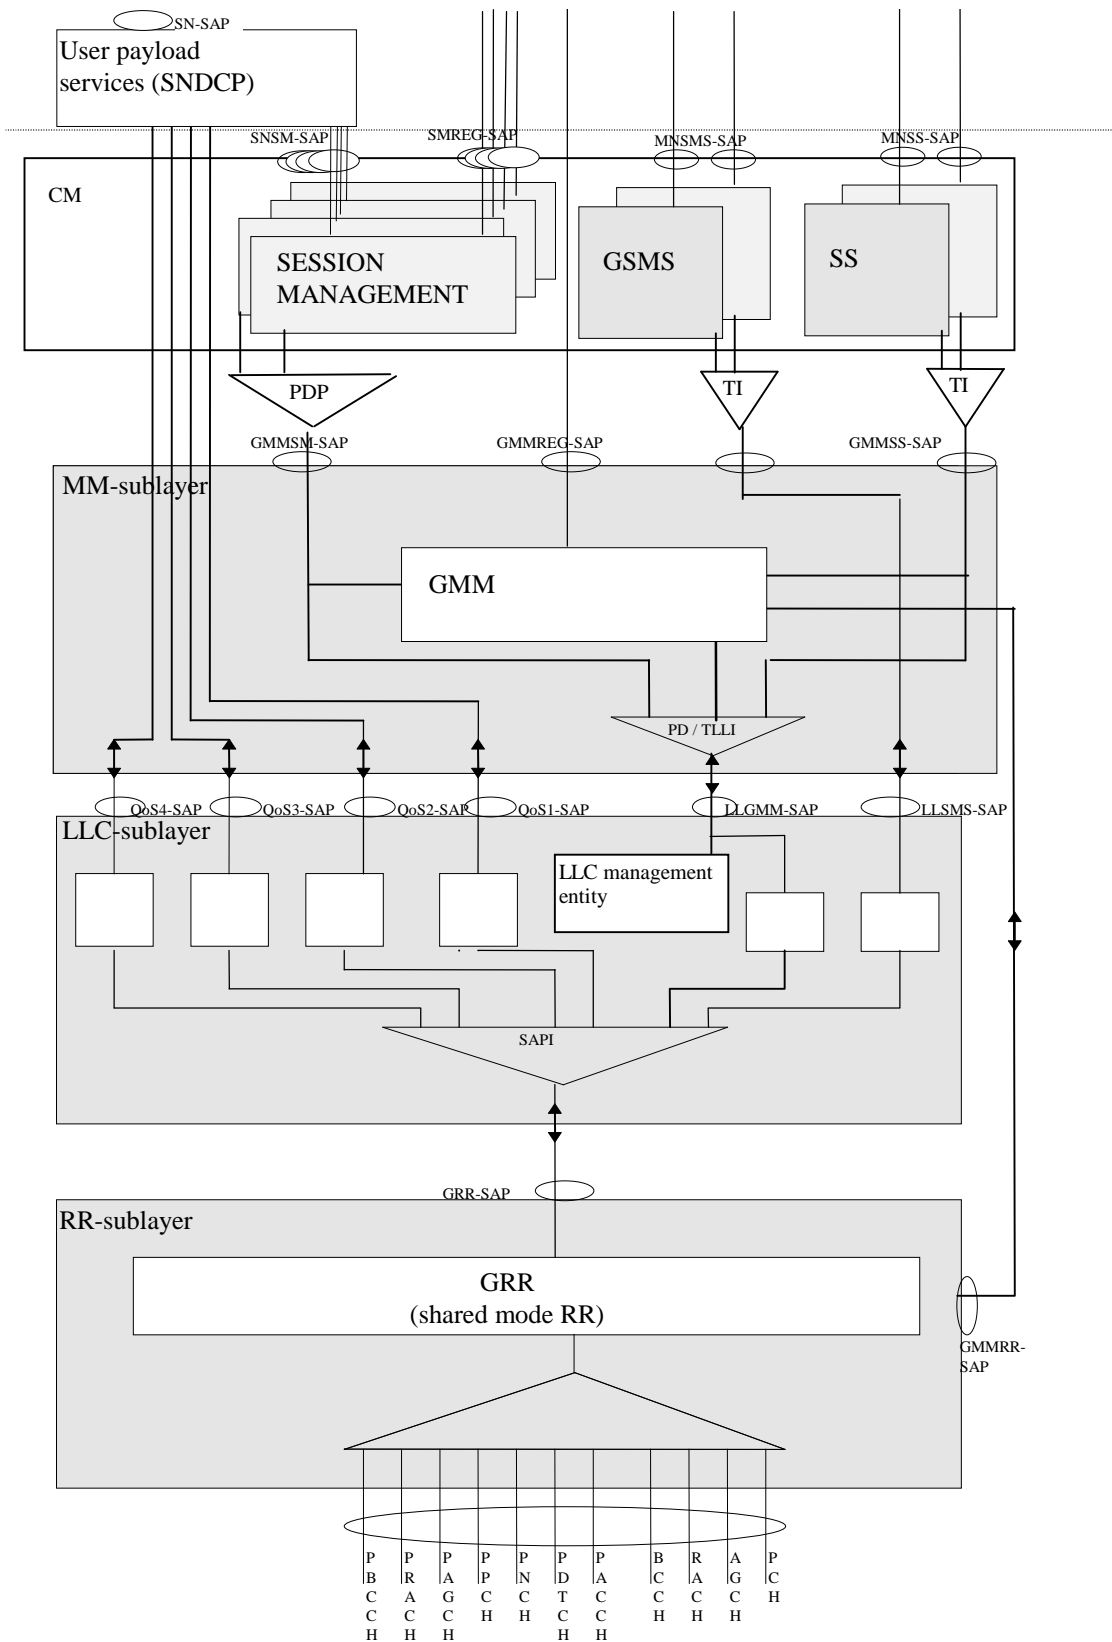 SN-SAP
User payload
services (SNDCP)
SNSM-SAP
SMREG-SAP
MNSMS-SAP
MNSS-SAP
CM
SESSION
MANAGEMENT
GSMS
SS
PDP
TI
TI
GMMSM-SAP
GMMREG-SAP
GMMSS-SAP
MM-sublayer
GMM
PD / TLLI
QoS4-SAP
QoS3-SAP
QoS2-SAP
QoS1-SAP
LLGMM-SAP
LLSMS-SAP
LLC-sublayer
LLC management
entity
SAPI
GRR-SAP
RR-sublayer
GRR
(shared mode RR)
GMMRR-
SAP
PBCCH
PRACH
PAGCH
PPCH
PNCH
PDTCH
PACCH
BCCH
RACH
AGCH
PCH